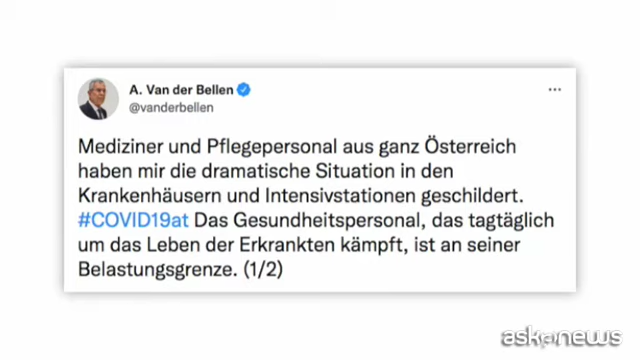 A. Van der Bellen
@vanderbellen
Mediziner und Pflegepersonal aus ganz Österreich
haben mir die dramatische Situation in den
Krankenhäusern und Intensivstationen geschildert.
#COVID19at Das Gesundheitspersonal, das tagtäglich
um das Leben der Erkrankten kämpft, ist an seiner
Belastungsgrenze. (1/2)
askanews